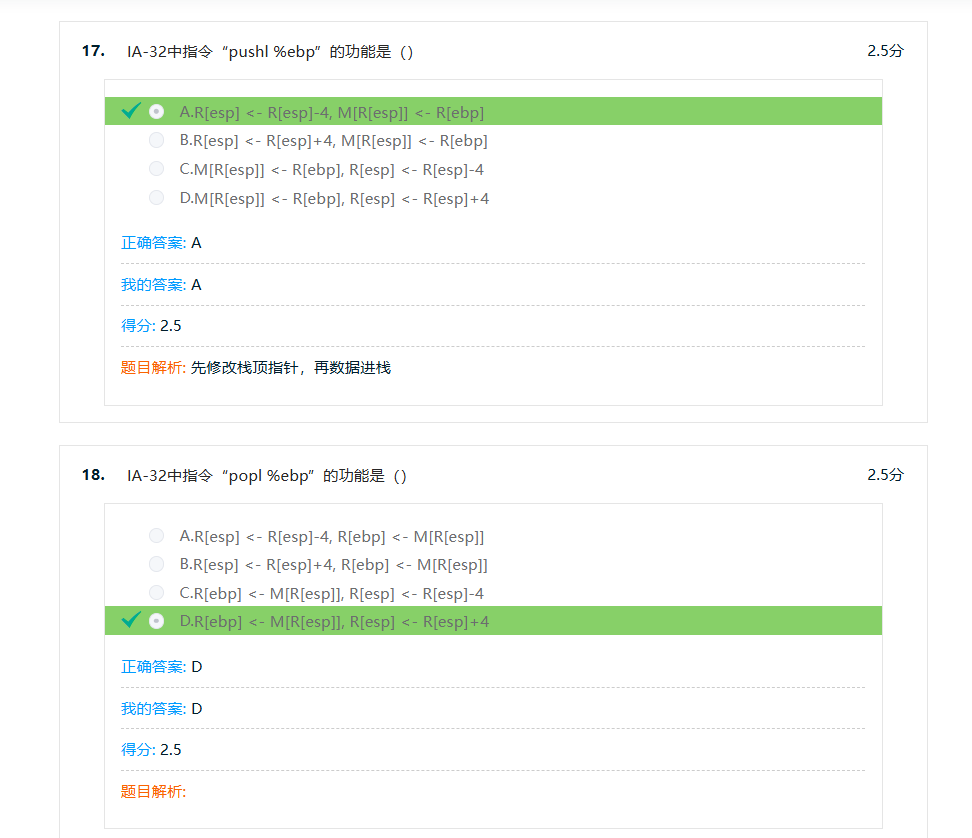 17. IA-32中指令“pushl %ebp”的功能是（） 2.5分
A.R[esp] <- R[esp]-4, M[R[esp]] <- R[ebp]
B.R[esp] <- R[esp]+4, M[R[esp]] <- R[ebp]
C.M[R[esp]] <- R[ebp], R[esp] <- R[esp]-4
D.M[R[esp]] <- R[ebp], R[esp] <- R[esp]+4
正确答案: A
我的答案: A
得分: 2.5
题目解析: 先修改栈顶指针，再数据进栈
18. IA-32中指令“popl %ebp”的功能是（） 2.5分
A.R[esp] <- R[esp]-4, R[ebp] <- M[R[esp]]
B.R[esp] <- R[esp]+4, R[ebp] <- M[R[esp]]
C.R[ebp] <- M[R[esp]], R[esp] <- R[esp]-4
D.R[ebp] <- M[R[esp]], R[esp] <- R[esp]+4
正确答案: D
我的答案: D
得分: 2.5
题目解析: